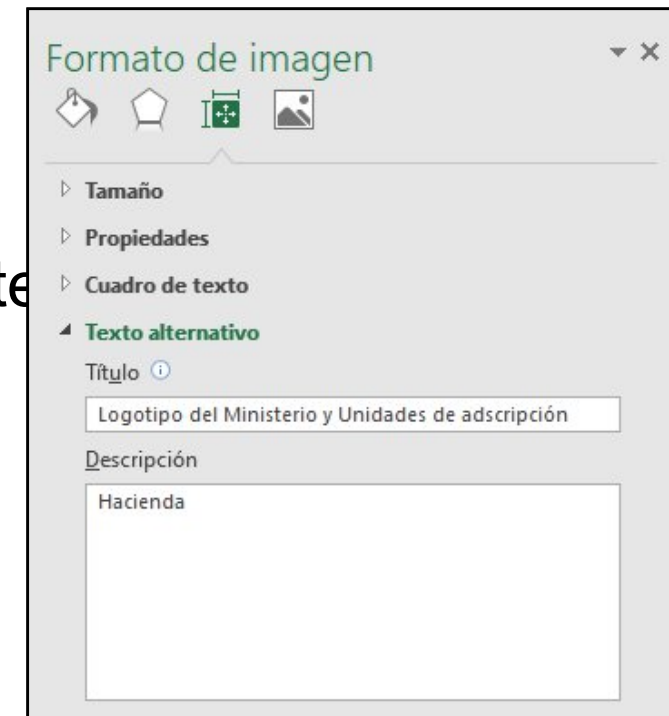 Formato de imagen
Tamaño
Propiedades
te
Cuadro de texto
Texto alternativo
Título
Logotipo del Ministerio y Unidades de adscripción
Descripción
Hacienda